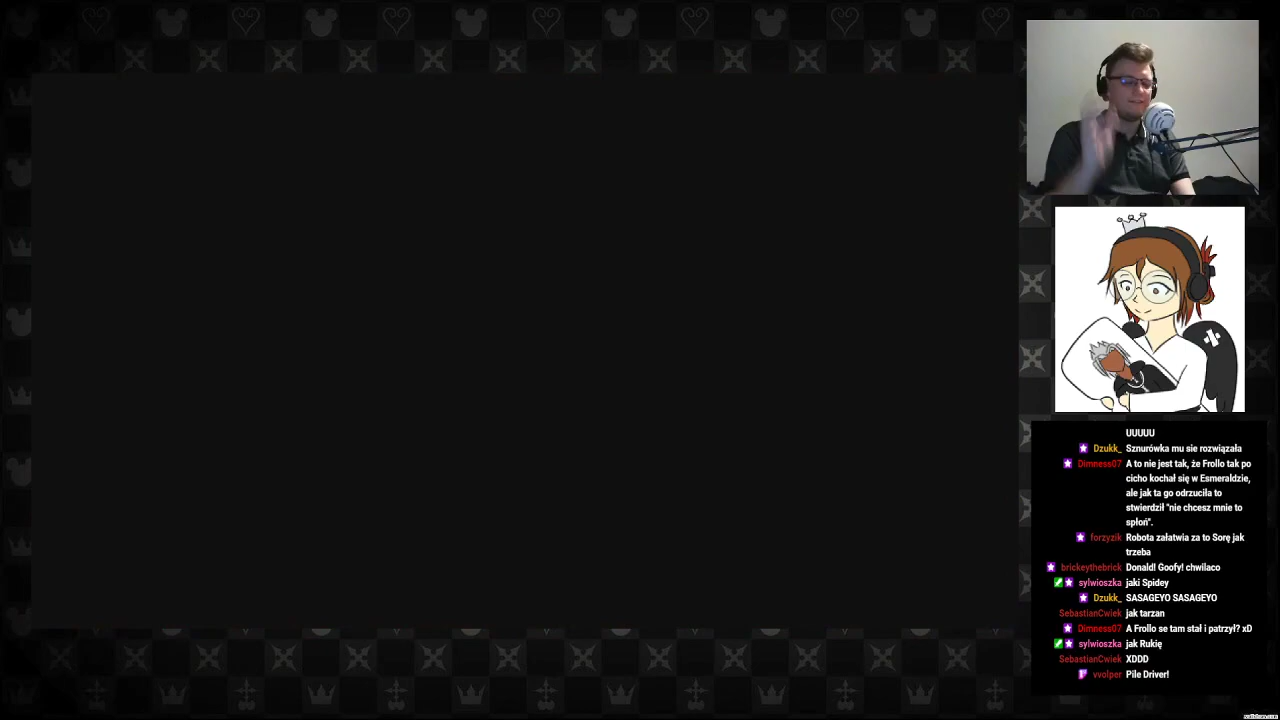 UUUUU
Dzukk_ Sznurówka mu sie rozwiązała
Dimness07 A to nie jest tak, że Frollo tak po
cicho kochał się w Esmeraldzie,
ale jak ta go odrzuciła to
stwierdził "nie chcesz mnie to
spłoń".
forzyzik Robota załatwia za to Sorę jak
trzeba
brickeythebrick Donald! Goofy! chwilaco
sylwioszka jaki Spidey
Dzukk_ SASAGEYO SASAGEYO
SebastianCwiek jak tarzan
Dimness07 A Frollo se tam stał i patrzył? xD
sylwioszka jak Rukię
SebastianCwiek XDDD
vvolper Pile Driver!